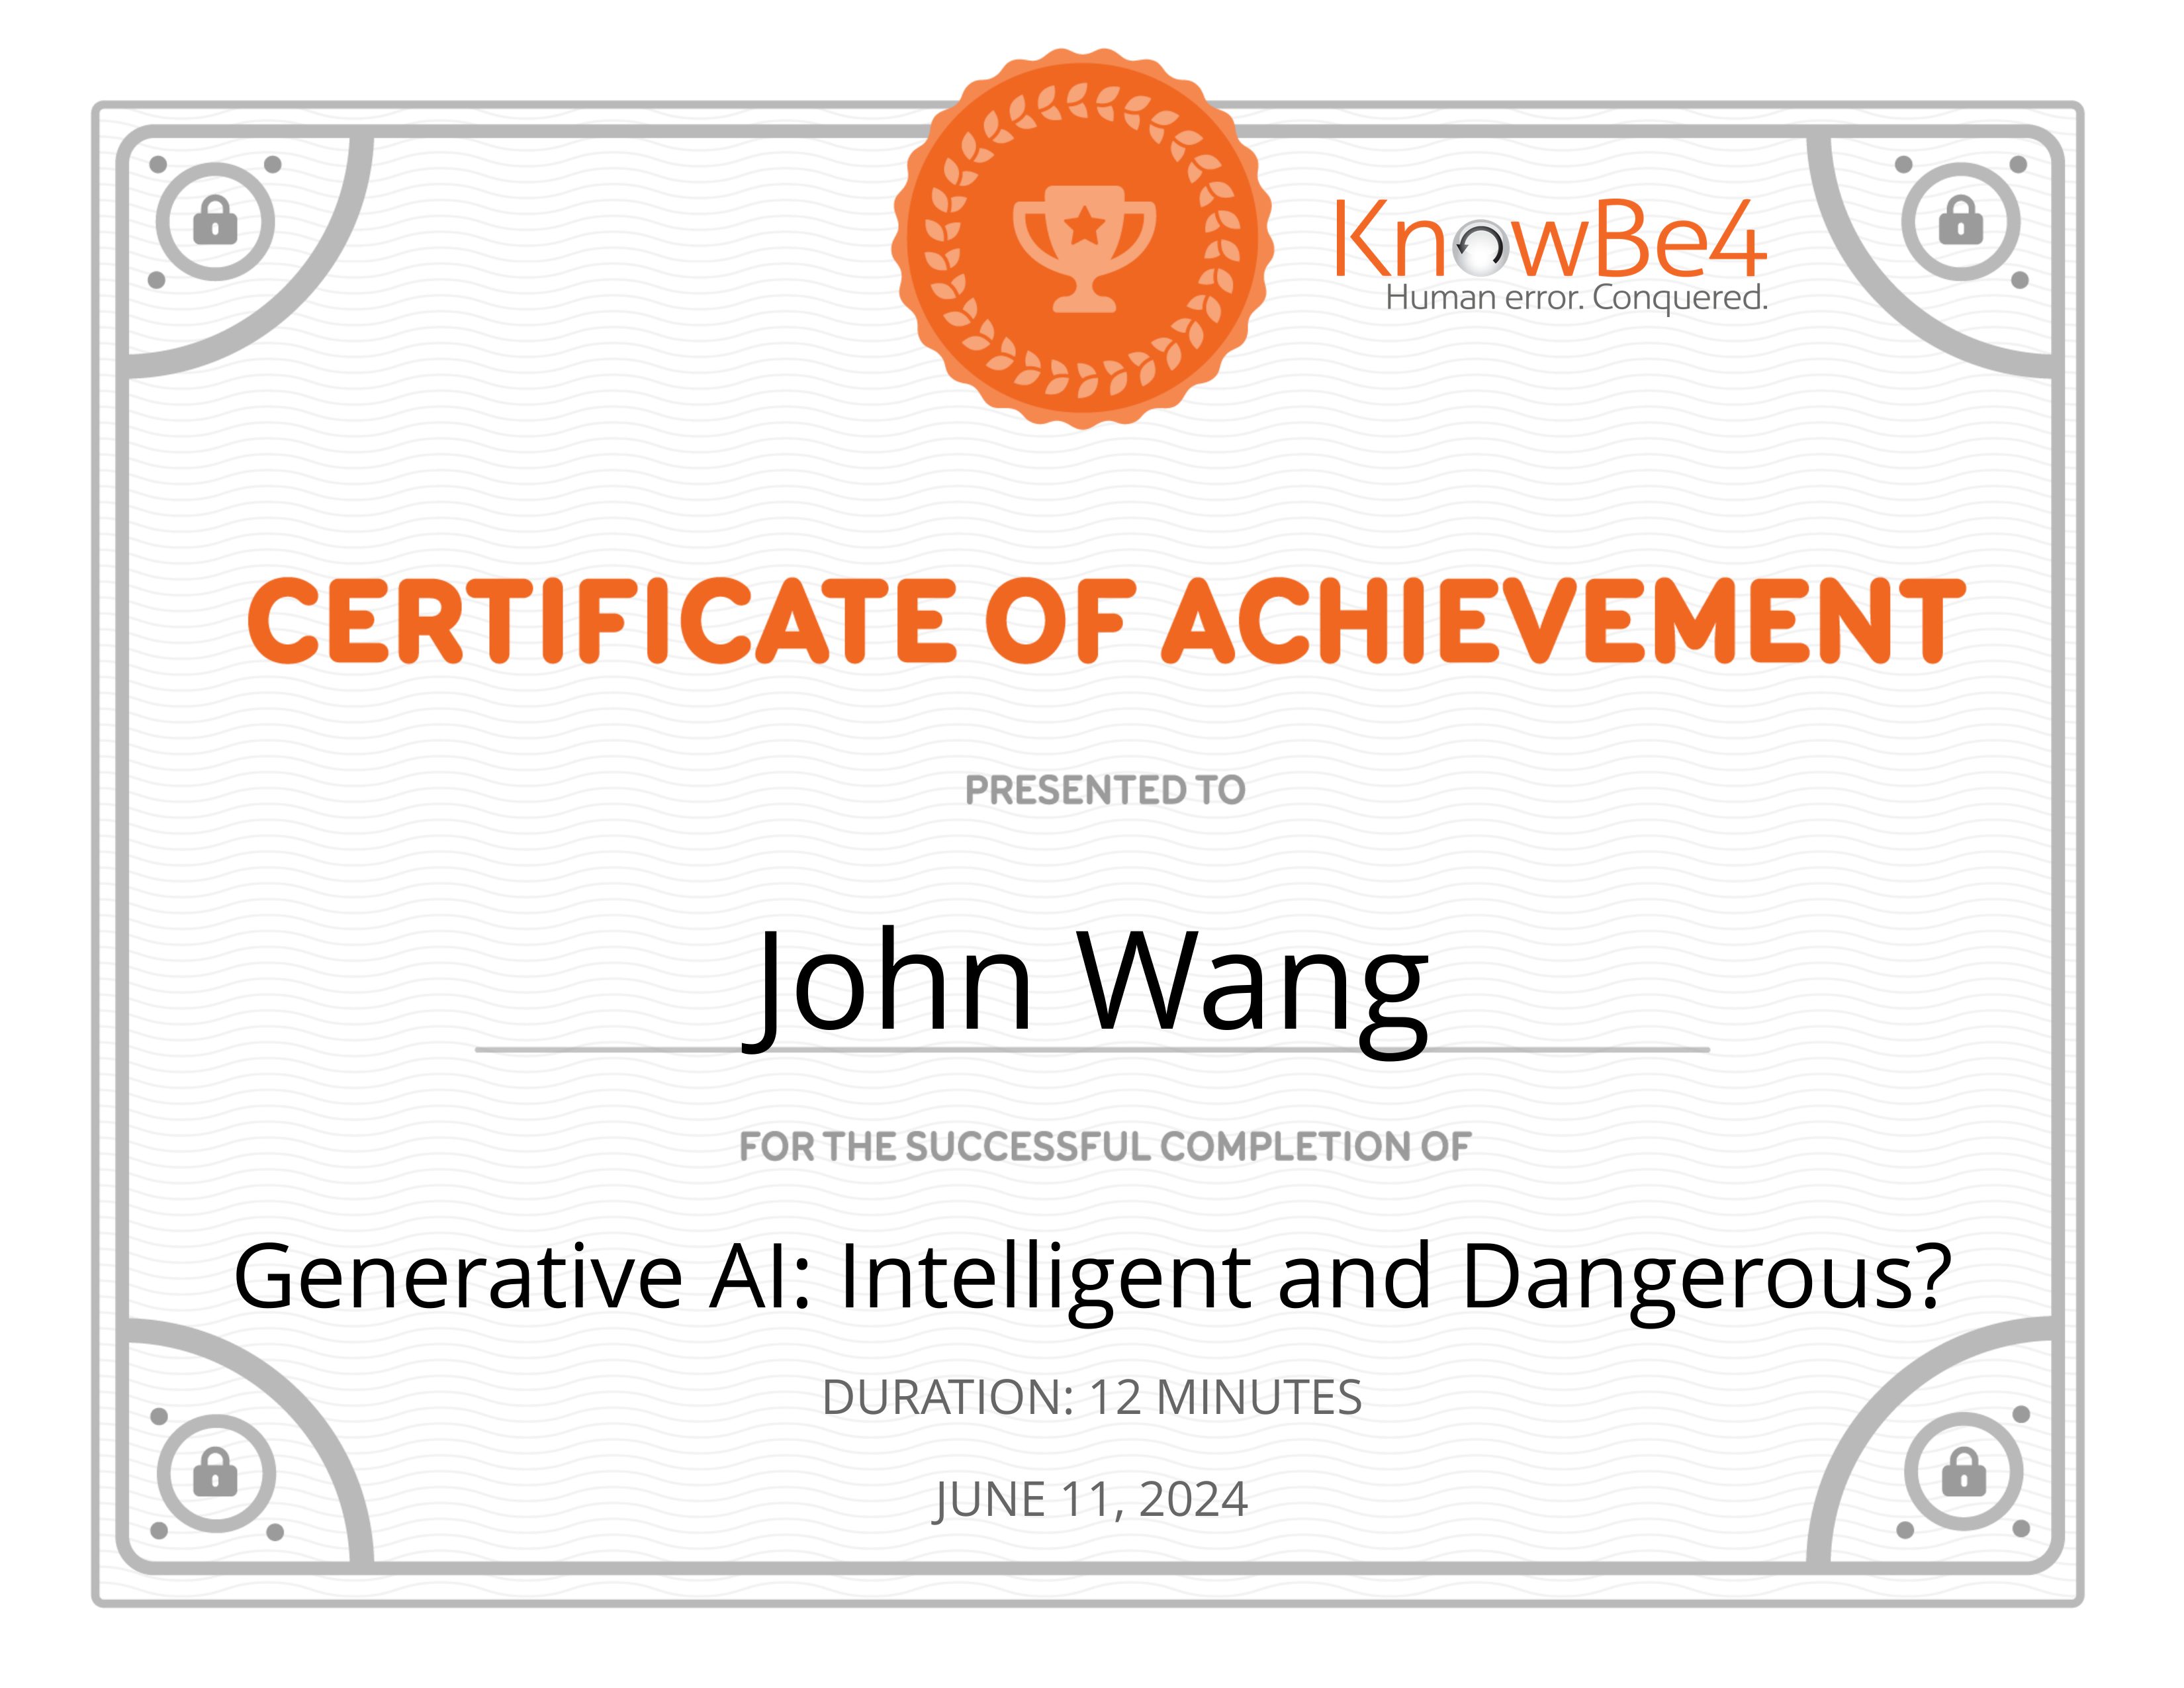 KnowBe4
Human error. Conquered.
CERTIFICATE OF ACHIEVEMENT
PRESENTED TO
John Wang
FOR THE SUCCESSFUL COMPLETION OF
Generative AI: Intelligent and Dangerous?
DURATION: 12 MINUTES
JUNE 11, 2024